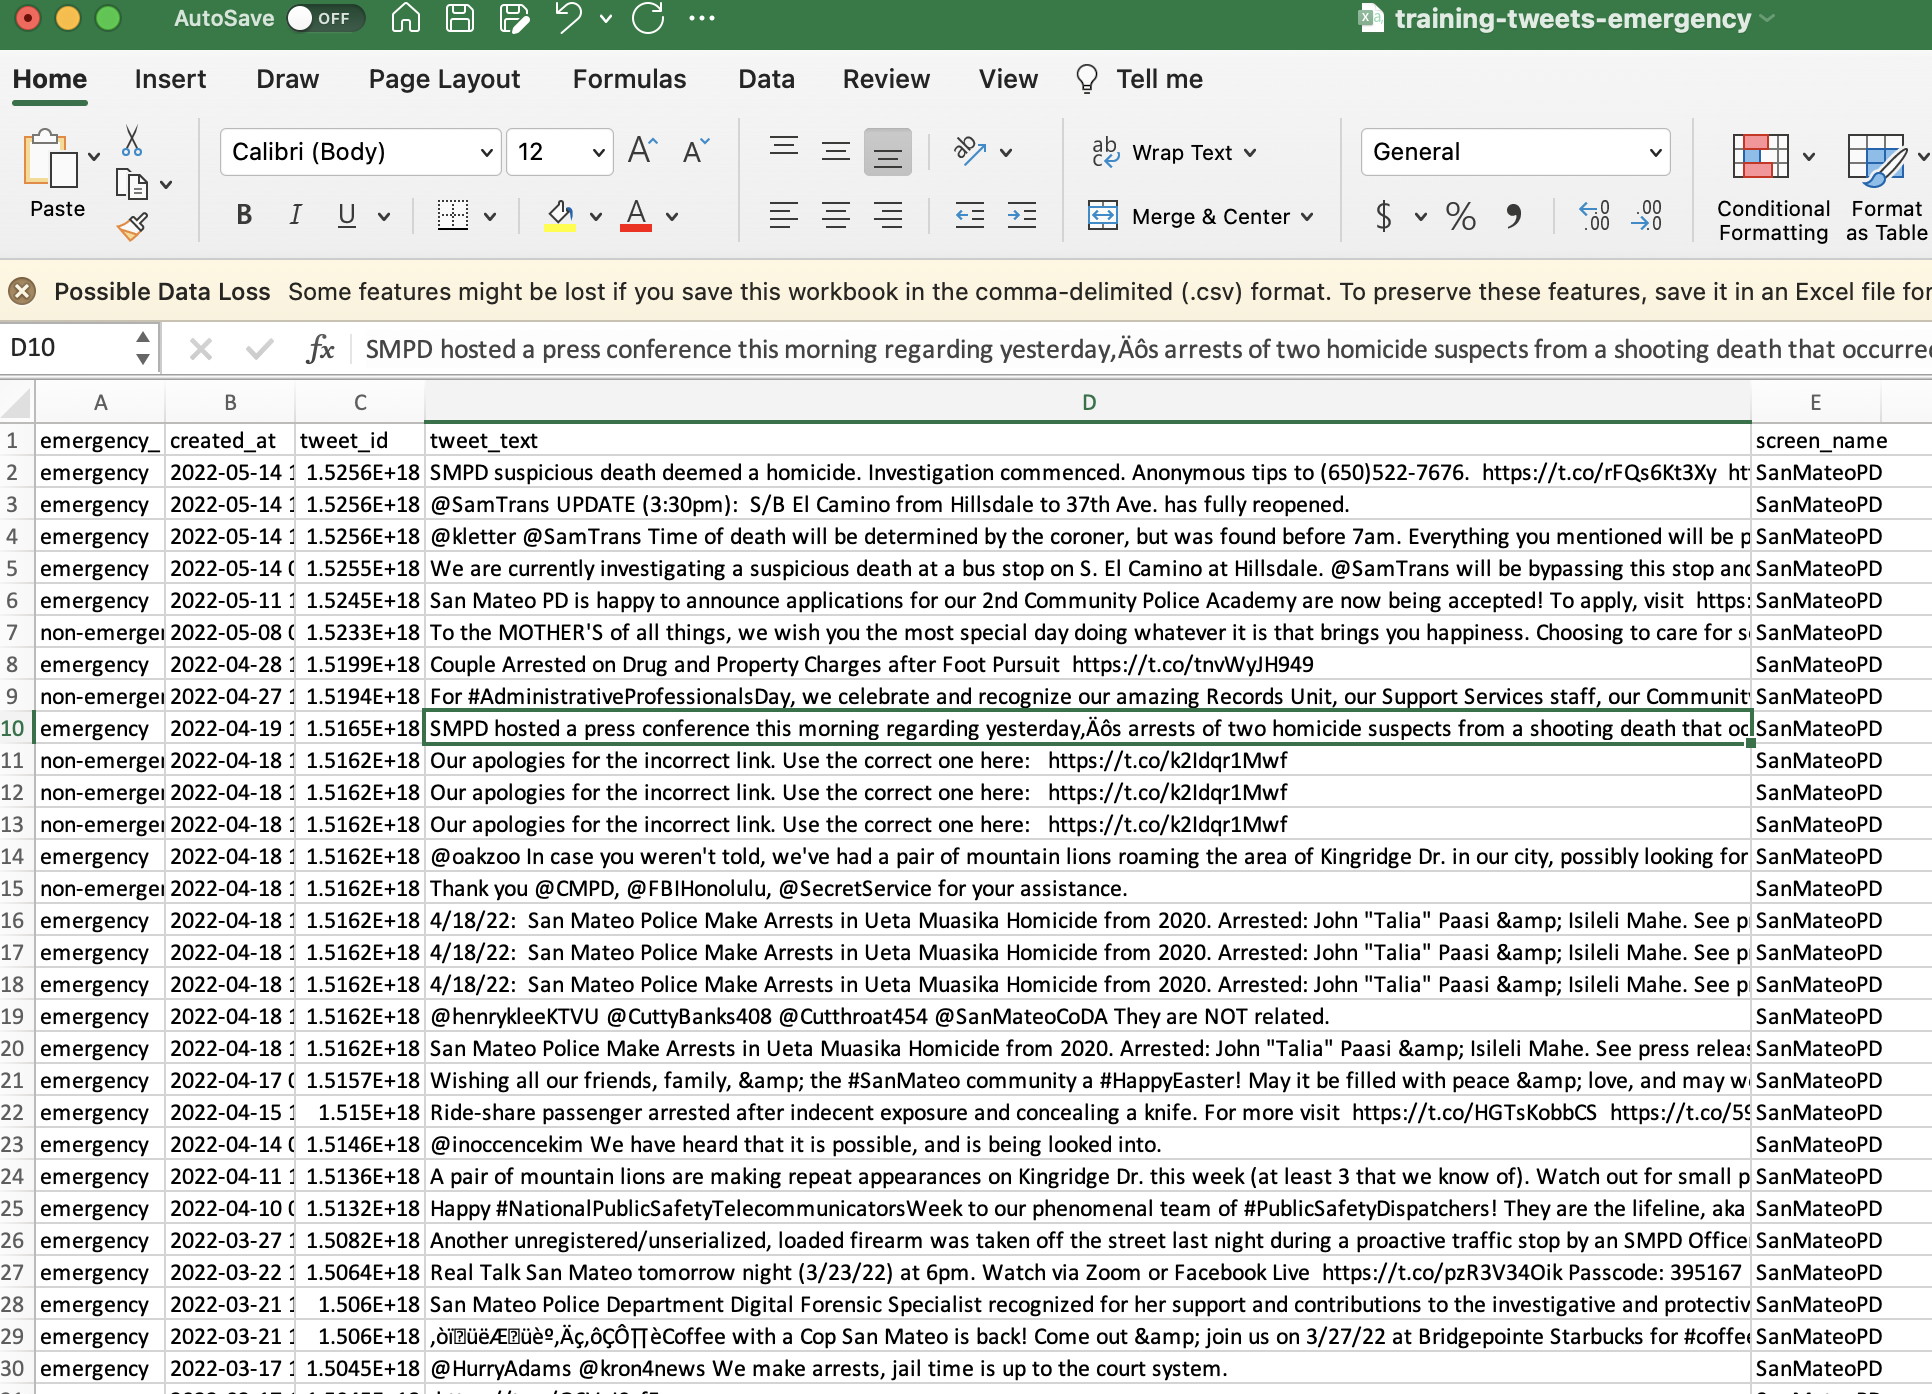 AutoSave OFF training-tweets-emergency
Home Insert Draw Page Layout Formulas Data Review View Tell me
Calibri (Body) 12 Wrap Text General
Paste B I U Merge & Center $ % Conditional Formatting Format as Table
Possible Data Loss Some features might be lost if you save this workbook in the comma-delimited (.csv) format. To preserve these features, save it in an Excel file for
D10 fx SMPD hosted a press conference this morning regarding yesterday‚Äôs arrests of two homicide suspects from a shooting death that occurre
A B C D E
1 emergency_ created_at tweet_id tweet_text screen_name
2 emergency 2022-05-14 1 1.5256E+18 SMPD suspicious death deemed a homicide. Investigation commenced. Anonymous tips to (650)522-7676. https://t.co/rFQs6Kt3Xy ht SanMateoPD
3 emergency 2022-05-14 1 1.5256E+18 @SamTrans UPDATE (3:30pm): S/B El Camino from Hillsdale to 37th Ave. has fully reopened. SanMateoPD
4 emergency 2022-05-14 1 1.5256E+18 @kletter @SamTrans Time of death will be determined by the coroner, but was found before 7am. Everything you mentioned will be p SanMateoPD
5 emergency 2022-05-14 0 1.5255E+18 We are currently investigating a suspicious death at a bus stop on S. El Camino at Hillsdale. @SamTrans will be bypassing this stop and SanMateoPD
6 emergency 2022-05-11 1 1.5245E+18 San Mateo PD is happy to announce applications for our 2nd Community Police Academy are now being accepted! To apply, visit https: SanMateoPD
7 non-emerger 2022-05-08 0 1.5233E+18 To the MOTHER'S of all things, we wish you the most special day doing whatever it is that brings you happiness. Choosing to care for s SanMateoPD
8 emergency 2022-04-28 1 1.5199E+18 Couple Arrested on Drug and Property Charges after Foot Pursuit https://t.co/tnvWyJH949 SanMateoPD
9 non-emerger 2022-04-27 1 1.5194E+18 For #AdministrativeProfessionalsDay, we celebrate and recognize our amazing Records Unit, our Support Services staff, our Community SanMateoPD
10 emergency 2022-04-19 1 1.5165E+18 SMPD hosted a press conference this morning regarding yesterday‚Äôs arrests of two homicide suspects from a shooting death that oc SanMateoPD
11 non-emerger 2022-04-18 1 1.5162E+18 Our apologies for the incorrect link. Use the correct one here: https://t.co/k2Idqr1Mwf SanMateoPD
12 non-emerger 2022-04-18 1 1.5162E+18 Our apologies for the incorrect link. Use the correct one here: https://t.co/k2Idqr1Mwf SanMateoPD
13 non-emerger 2022-04-18 1 1.5162E+18 Our apologies for the incorrect link. Use the correct one here: https://t.co/k2Idqr1Mwf SanMateoPD
14 emergency 2022-04-18 1 1.5162E+18 @oakzoo In case you weren't told, we've had a pair of mountain lions roaming the area of Kingridge Dr. in our city, possibly looking for SanMateoPD
15 non-emerger 2022-04-18 1 1.5162E+18 Thank you @CMPD, @FBIHonolulu, @SecretService for your assistance. SanMateoPD
16 emergency 2022-04-18 1 1.5162E+18 4/18/22: San Mateo Police Make Arrests in Ueta Muasika Homicide from 2020. Arrested: John "Talia" Paasi &amp; Isileli Mahe. See p SanMateoPD
17 emergency 2022-04-18 1 1.5162E+18 4/18/22: San Mateo Police Make Arrests in Ueta Muasika Homicide from 2020. Arrested: John "Talia" Paasi &amp; Isileli Mahe. See p SanMateoPD
18 emergency 2022-04-18 1 1.5162E+18 4/18/22: San Mateo Police Make Arrests in Ueta Muasika Homicide from 2020. Arrested: John "Talia" Paasi &amp; Isileli Mahe. See p SanMateoPD
19 emergency 2022-04-18 1 1.5162E+18 @henrykleeKTVU @CuttyBanks408 @Cutthroat454 @SanMateoCoDA They are NOT related. SanMateoPD
20 emergency 2022-04-18 1 1.5162E+18 San Mateo Police Make Arrests in Ueta Muasika Homicide from 2020. Arrested: John "Talia" Paasi &amp; Isileli Mahe. See press releas SanMateoPD
21 emergency 2022-04-17 0 1.5157E+18 Wishing all our friends, family, &amp; the #SanMateo community a #HappyEaster! May it be filled with peace &amp; love, and may w SanMateoPD
22 emergency 2022-04-15 1 1.515E+18 Ride-share passenger arrested after indecent exposure and concealing a knife. For more visit https://t.co/HGTsKobbCS https://t.co/59 SanMateoPD
23 emergency 2022-04-14 0 1.5146E+18 @inoccencekim We have heard that it is possible, and is being looked into. SanMateoPD
24 emergency 2022-04-11 1 1.5136E+18 A pair of mountain lions are making repeat appearances on Kingridge Dr. this week (at least 3 that we know of). Watch out for small p SanMateoPD
25 emergency 2022-04-10 0 1.5132E+18 Happy #NationalPublicSafetyTelecommunicatorsWeek to our phenomenal team of #PublicSafetyDispatchers! They are the lifeline, aka SanMateoPD
26 emergency 2022-03-27 1 1.5082E+18 Another unregistered/unserialized, loaded firearm was taken off the street last night during a proactive traffic stop by an SMPD Office SanMateoPD
27 emergency 2022-03-22 1 1.5064E+18 Real Talk San Mateo tomorrow night (3/23/22) at 6pm. Watch via Zoom or Facebook Live https://t.co/pzR3V34Oik Passcode: 395167 SanMateoPD
28 emergency 2022-03-21 1 1.506E+18 San Mateo Police Department Digital Forensic Specialist recognized for her support and contributions to the investigative and protectiv SanMateoPD
29 emergency 2022-03-21 1 1.506E+18 Coffee with a Cop San Mateo is back! Come out &amp; join us on 3/27/22 at Bridgepointe Starbucks for #coffee SanMateoPD
30 emergency 2022-03-17 1 1.5045E+18 @HurryAdams @kron4news We make arrests, jail time is up to the court system. SanMateoPD